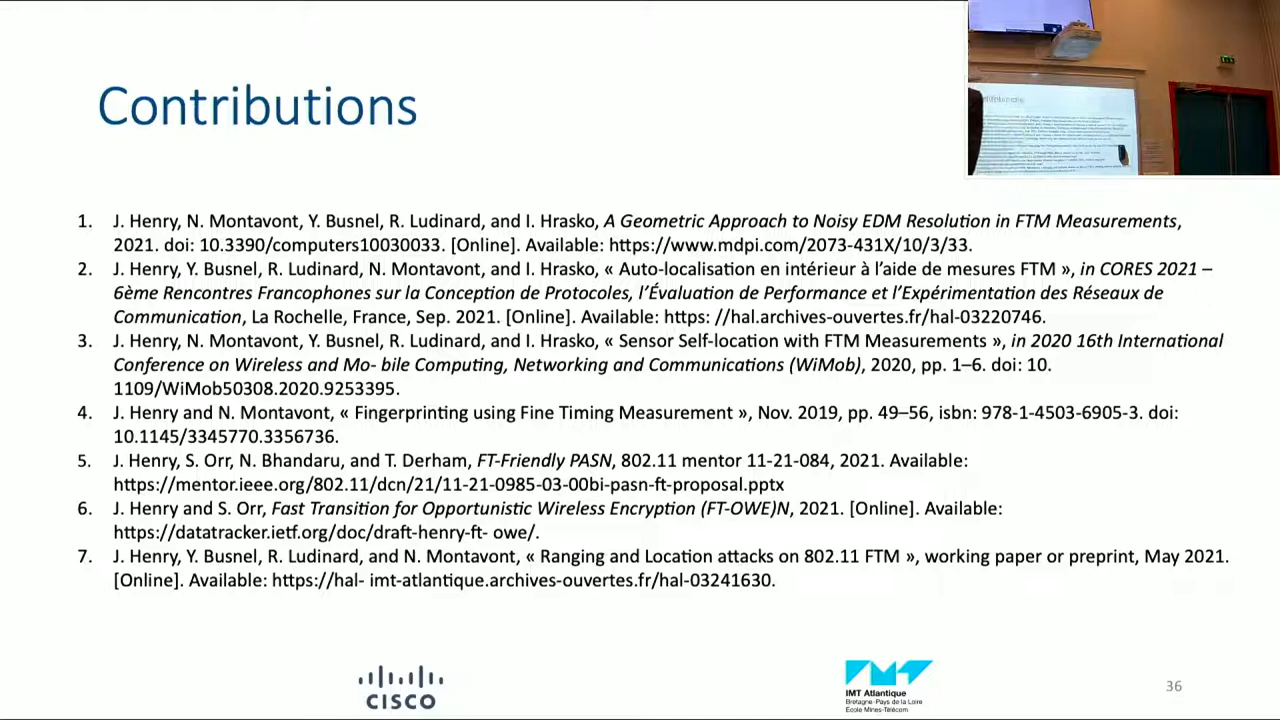 Contributions
1. J. Henry, N. Montavont, Y. Busnel, R. Ludinard, and I. Hrasko, A Geometric Approach to Noisy EDM Resolution in FTM Measurements,
2021. doi: 10.3390/computers10030033. [Online]. Available: https://www.mdpi.com/2073-431X/10/3/33.
2. J. Henry, Y. Busnel, R. Ludinard, N. Montavont, and I. Hrasko, « Auto-localisation en intérieur à l’aide de mesures FTM », in CORES 2021 –
6ème Rencontres Francophones sur la Conception de Protocoles, l’Évaluation de Performance et l’Expérimentation des Réseaux de
Communication, La Rochelle, France, Sep. 2021. [Online]. Available: https: //hal.archives-ouvertes.fr/hal-03220746.
3. J. Henry, N. Montavont, Y. Busnel, R. Ludinard, and I. Hrasko, « Sensor Self-location with FTM Measurements », in 2020 16th International
Conference on Wireless and Mo- bile Computing, Networking and Communications (WiMob), 2020, pp. 1–6. doi: 10.
1109/WiMob50308.2020.9253395.
4. J. Henry and N. Montavont, « Fingerprinting using Fine Timing Measurement », Nov. 2019, pp. 49–56, isbn: 978-1-4503-6905-3. doi:
10.1145/3345770.3356736.
5. J. Henry, S. Orr, N. Bhandaru, and T. Derham, FT-Friendly PASN, 802.11 mentor 11-21-084, 2021. Available:
https://mentor.ieee.org/802.11/dcn/21/11-21-0985-03-00bi-pasn-ft-proposal.pptx
6. J. Henry and S. Orr, Fast Transition for Opportunistic Wireless Encryption (FT-OWE)N, 2021. [Online]. Available:
https://datatracker.ietf.org/doc/draft-henry-ft- owe/.
7. J. Henry, Y. Busnel, R. Ludinard, and N. Montavont, « Ranging and Location attacks on 802.11 FTM », working paper or preprint, May 2021.
[Online]. Available: https://hal- imt-atlantique.archives-ouvertes.fr/hal-03241630.
CISCO
IMT Atlantique
Bretagne-Pays de la Loire
École Mines-Télécom
36